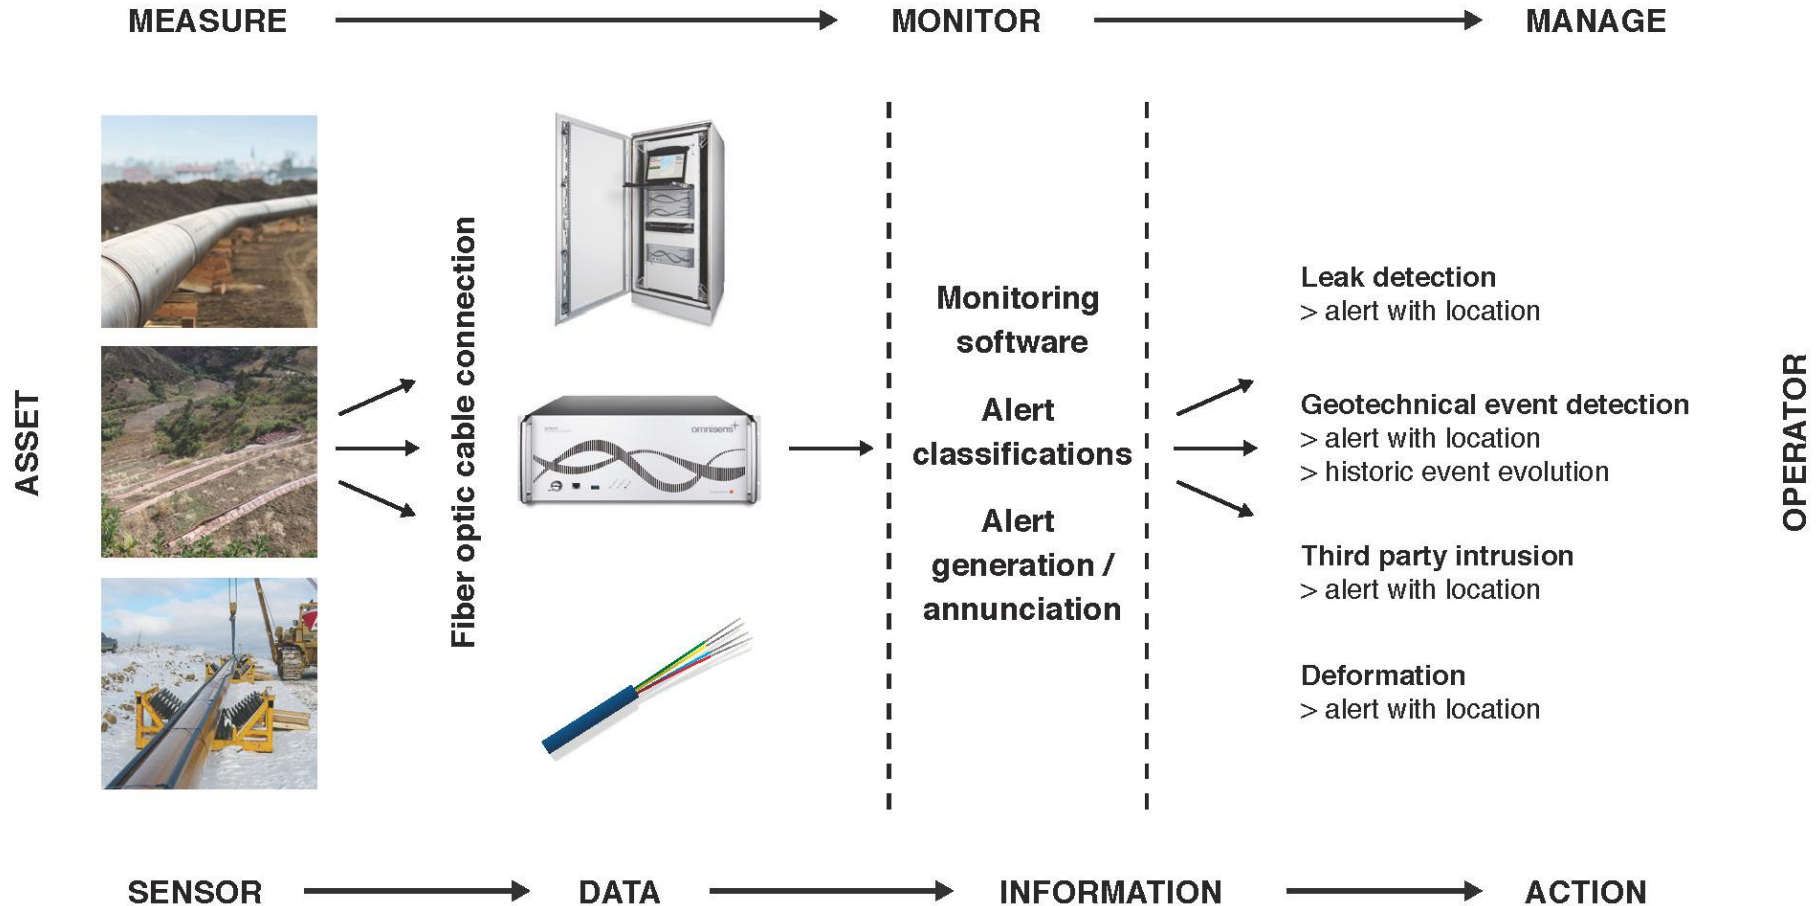 MEASURE
MONITOR
MANAGE
ASSET
Fiber optic cable connection
omnisens
Monitoring
software
Alert
classifications
Alert
generation /
annunciation
Leak detection
> alert with location
Geotechnical event detection
> alert with location
> historic event evolution
Third party intrusion
> alert with location
Deformation
> alert with location
OPERATOR
SENSOR
DATA
INFORMATION
ACTION